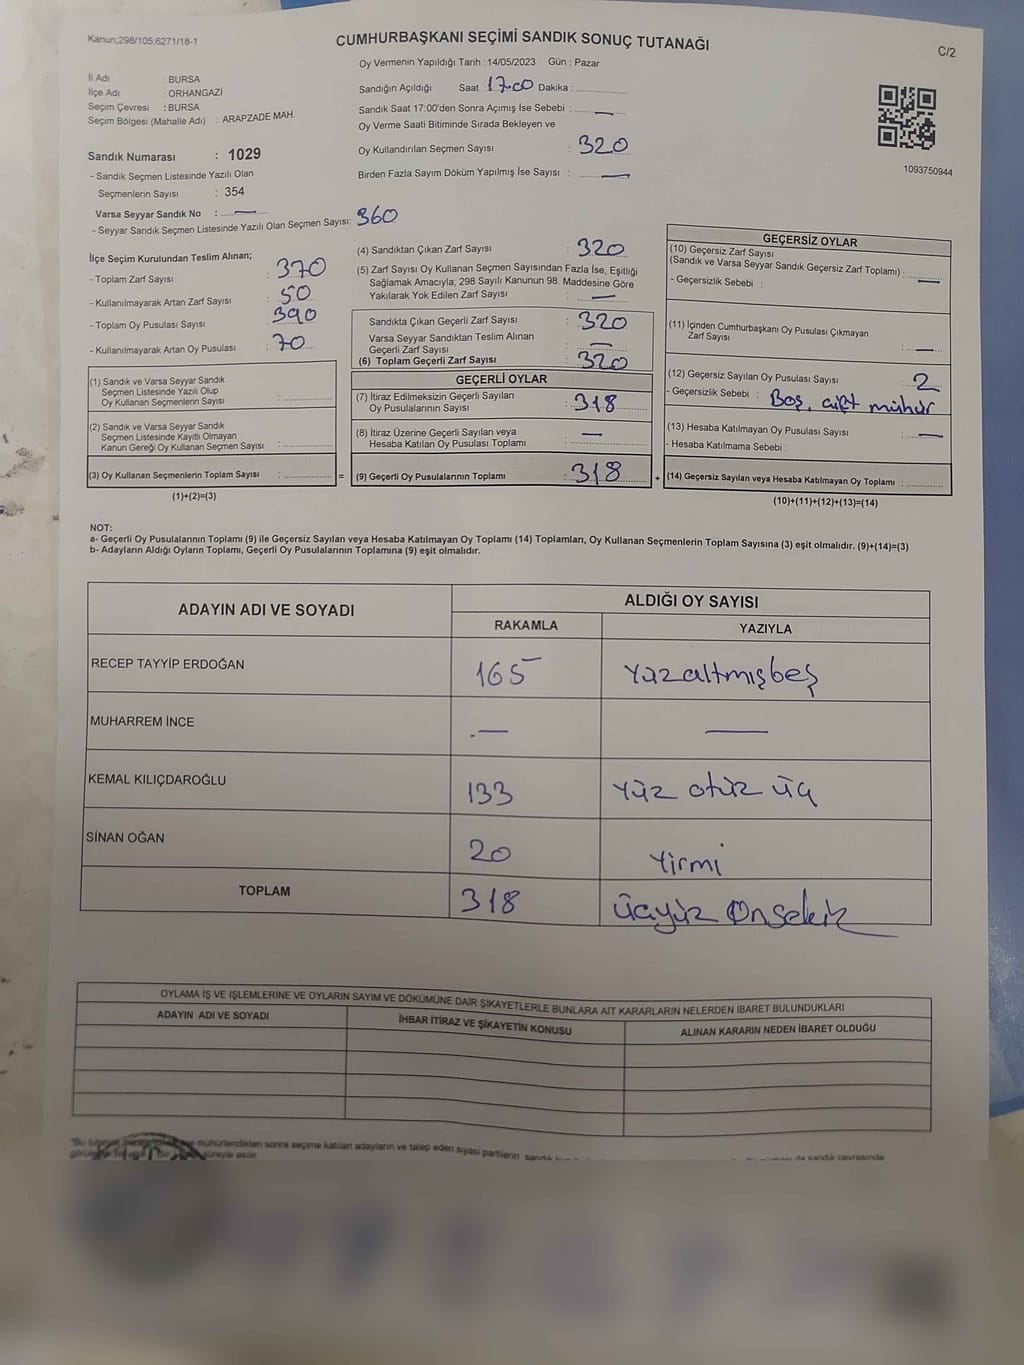 Kanun;298/105;6271/18-1
CUMHURBAŞKANI SEÇİMİ SANDIK SONUÇ TUTANAĞI
C/2
Oy Vermenin Yapıldığı Tarih :14/05/2023 Gün : Pazar
İl Adı : BURSA
İlçe Adı : ORHANGAZİ
Seçim Çevresi : BURSA
Seçim Bölgesi (Mahalle Adı) : ARAPZADE MAH.
Sandık Numarası : 1029
- Sandık Seçmen Listesinde Yazılı Olan
Seçmenlerin Sayısı : 354
Varsa Seyyar Sandık No : —
- Seyyar Sandık Seçmen Listesinde Yazılı Olan Seçmen Sayısı: 360
Sandığın Açıldığı Saat :17.00 Dakika :
Sandık Saat 17:00'den Sonra Açımış İse Sebebi : —
Oy Verme Saati Bitiminde Sırada Bekleyen ve
Oy Kullandırılan Seçmen Sayısı : 320
Birden Fazla Sayım Döküm Yapılmış İse Sayısı : —
1093750944
İlçe Seçim Kurulundan Teslim Alınan;
- Toplam Zarf Sayısı : 370
- Kullanılmayarak Artan Zarf Sayısı : 50
- Toplam Oy Pusulası Sayısı : 390
- Kullanılmayarak Artan Oy Pusulası : 70
(1) Sandık ve Varsa Seyyar Sandık
Seçmen Listesinde Yazılı Olup
Oy Kullanan Seçmenlerin Sayısı :
(2) Sandık ve Varsa Seyyar Sandık
Seçmen Listesinde Kayıtlı Olmayan
Kanun Gereği Oy Kullanan Seçmen Sayısı :
(3) Oy Kullanan Seçmenlerin Toplam Sayısı :
(1)+(2)=(3)
=
(4) Sandıktan Çıkan Zarf Sayısı : 320
(5) Zarf Sayısı Oy Kullanan Seçmen Sayısından Fazla İse, Eşitliği
Sağlamak Amacıyla; 298 Sayılı Kanunun 98. Maddesine Göre
Yakılarak Yok Edilen Zarf Sayısı : —
Sandıkta Çıkan Geçerli Zarf Sayısı : 320
Varsa Seyyar Sandıktan Teslim Alınan
Geçerli Zarf Sayısı : —
(6) Toplam Geçerli Zarf Sayısı : 320
GEÇERLİ OYLAR
(7) İtiraz Edilmeksizin Geçerli Sayılan
Oy Pusulalarının Sayısı : 318
(8) İtiraz Üzerine Geçerli Sayılan veya
Hesaba Katılan Oy Pusulası Toplamı : —
(9) Geçerli Oy Pusulalarının Toplamı : 318
+
GEÇERSİZ OYLAR
(10) Geçersiz Zarf Sayısı
(Sandık ve Varsa Seyyar Sandık Geçersiz Zarf Toplamı) : —
- Geçersizlik Sebebi :
(11) İçinden Cumhurbaşkanı Oy Pusulası Çıkmayan
Zarf Sayısı : —
(12) Geçersiz Sayılan Oy Pusulası Sayısı : 2
- Geçersizlik Sebebi : Boş, çift mühür
(13) Hesaba Katılmayan Oy Pusulası Sayısı : —
- Hesaba Katılmama Sebebi :
(14) Geçersiz Sayılan veya Hesaba Katılmayan Oy Toplamı :
(10)+(11)+(12)+(13)=(14)
NOT:
a- Geçerli Oy Pusulalarının Toplamı (9) ile Geçersiz Sayılan veya Hesaba Katılmayan Oy Toplamı (14) Toplamları, Oy Kullanan Seçmenlerin Toplam Sayısına (3) eşit olmalıdır. (9)+(14)=(3)
b- Adayların Aldığı Oyların Toplamı, Geçerli Oy Pusulalarının Toplamına (9) eşit olmalıdır.
ADAYIN ADI VE SOYADI
ALDIĞI OY SAYISI
RAKAMLA YAZIYLA
RECEP TAYYİP ERDOĞAN 165 Yüzaltmışbeş
MUHARREM İNCE — —
KEMAL KILIÇDAROĞLU 133 Yüz otüz üç
SİNAN OĞAN 20 Yirmi
TOPLAM 318 Üçyüz Onsekiz
OYLAMA İŞ VE İŞLEMLERİNE VE OYLARIN SAYIM VE DÖKÜMÜNE DAİR ŞİKAYETLERLE BUNLARA AİT KARARLARIN NELERDEN İBARET BULUNDUKLARI
ADAYIN ADI VE SOYADI İHBAR İTİRAZ VE ŞİKAYETİN KONUSU ALINAN KARARIN NEDEN İBARET OLDUĞU
mühürlendikten sonra seçime katılan adayların ve talep eden siyasi partilerin sandık da sandık çevresinde
süreyle asılır.